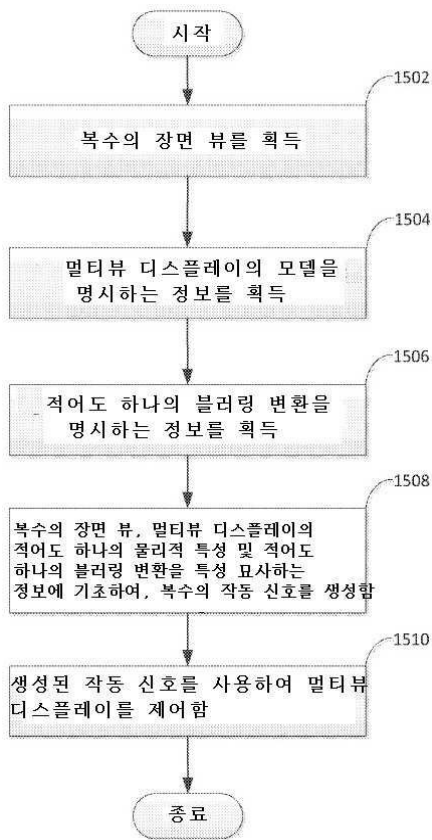 시작
1502
복수의 장면 뷰를 획득
1504
멀티뷰 디스플레이의 모델을
명시하는 정보를 획득
1506
적어도 하나의 블러링 변환을
명시하는 정보를 획득
1508
복수의 장면 뷰, 멀티뷰 디스플레이의
적어도 하나의 물리적 특성 및 적어도
하나의 블러링 변환을 특성 묘사하는
정보에 기초하여, 복수의 작동 신호를 생성함
1510
생성된 작동 신호를 사용하여 멀티뷰
디스플레이를 제어함
종료